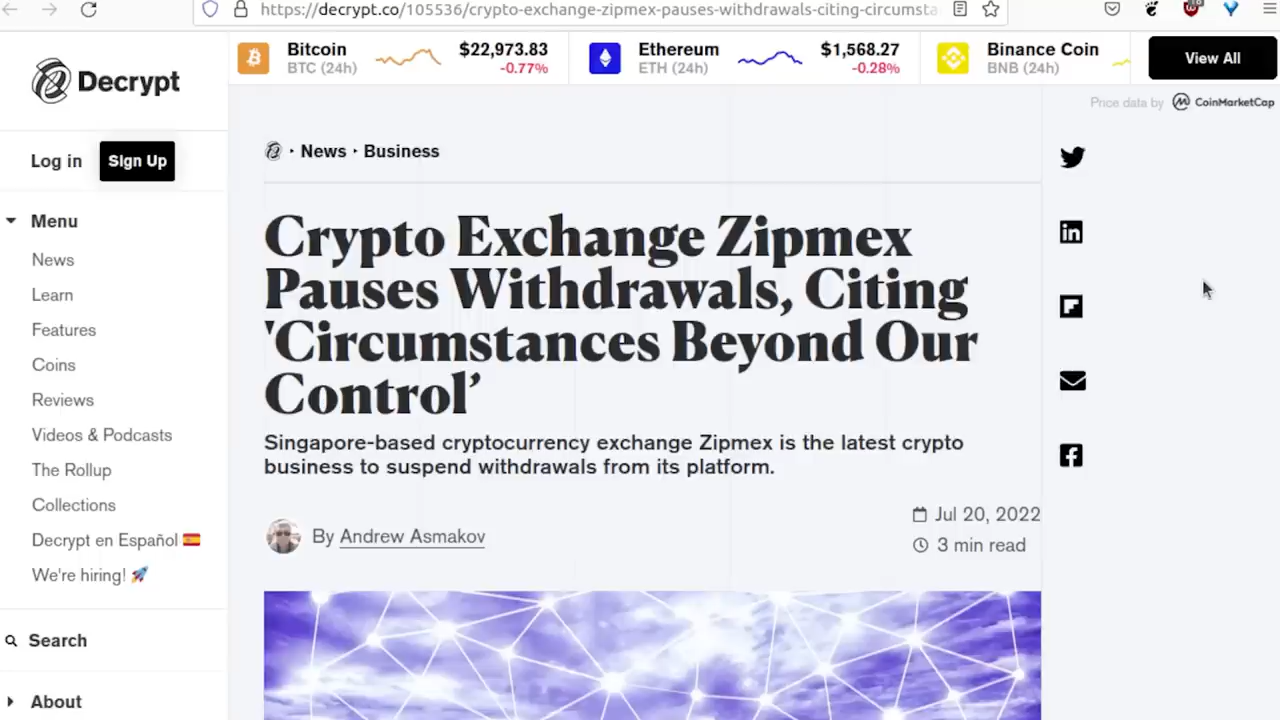 https://decrypt.co/105536/crypto-exchange-zipmex-pauses-withdrawals-citing-circumsta
Decrypt
Bitcoin $22,973.83
BTC (24h) -0.77%
Ethereum $1,568.27
ETH (24h) -0.28%
Binance Coin
BNB (24h)
View All
Price data by CoinMarketCap
Log in Sign Up
Menu
News
Learn
Features
Coins
Reviews
Videos & Podcasts
The Rollup
Collections
Decrypt en Español 🇪🇸
We're hiring! 🚀
Search
About
· News · Business
Crypto Exchange Zipmex
Pauses Withdrawals, Citing
'Circumstances Beyond Our
Control’
Singapore-based cryptocurrency exchange Zipmex is the latest crypto
business to suspend withdrawals from its platform.
By Andrew Asmakov
Jul 20, 2022
3 min read